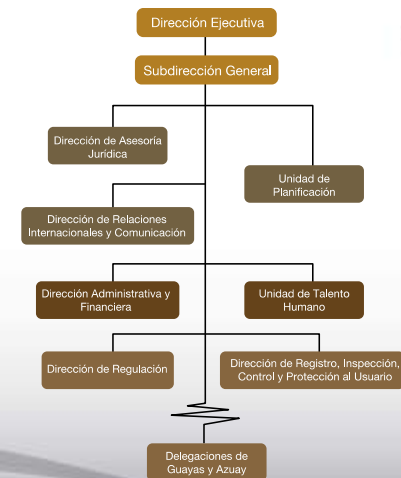 Dirección Ejecutiva
Subdirección General
Dirección de Asesoría
Jurídica
Unidad de
Planificación
Dirección de Relaciones
Internacionales y Comunicación
Dirección Administrativa y
Financiera
Unidad de Talento
Humano
Dirección de Regulación
Dirección de Registro, Inspección,
Control y Protección al Usuario
Delegaciones de
Guayas y Azuay